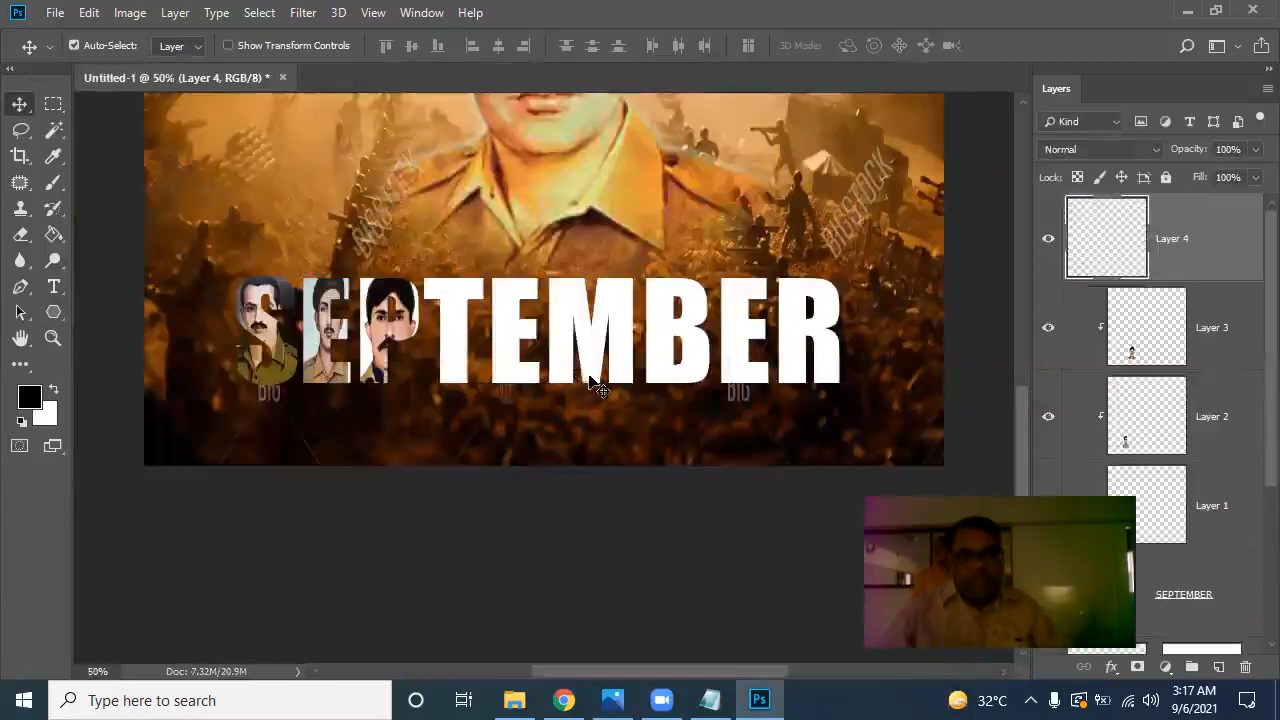 Ps File Edit Image Layer Type Select Filter 3D View Window Help
Auto-Select: Layer Show Transform Controls 3D Mode:
Untitled-1 @ 50% (Layer 4, RGB/8) *
Layers
Kind
Normal Opacity: 100%
Lock: Fill: 100%
Layer 4
Layer 3
Layer 2
Layer 1
SEPTEMBER
BIGSTOCK
SEPTEMBER
BIG BIG
50% Doc: 7.32M/20.9M
Type here to search
Ps
32°C
3:17 AM
9/6/2021